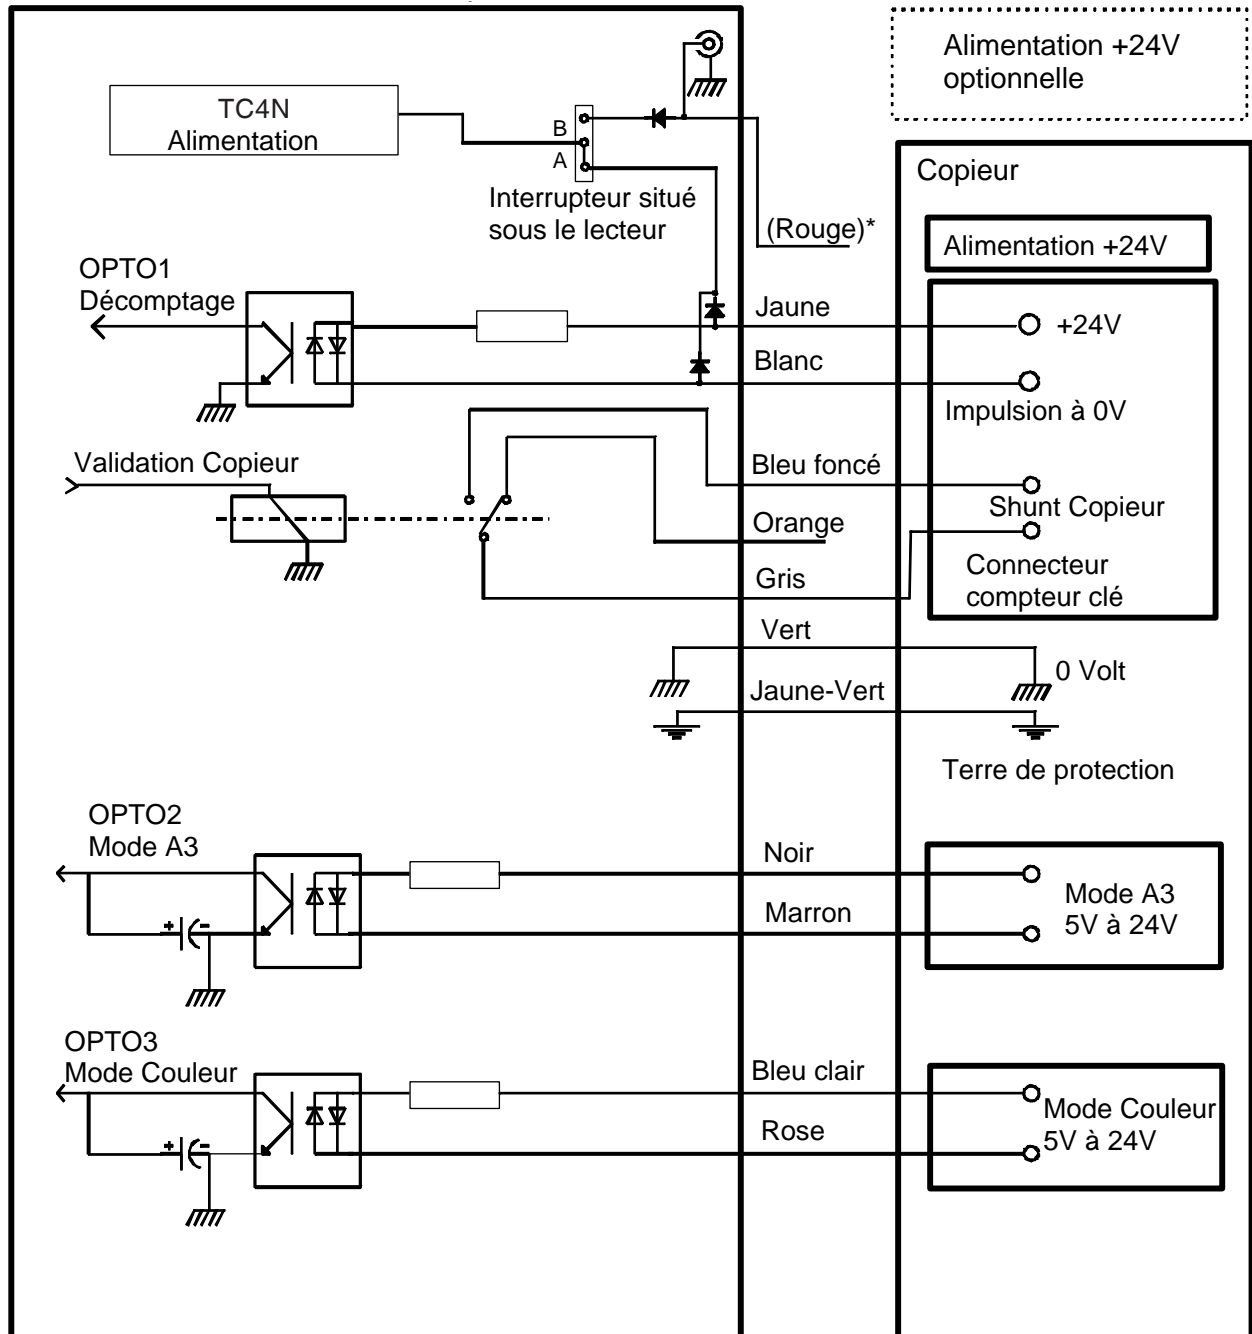 Alimentation +24V
optionnelle
TC4N
Alimentation
B
A
Interrupteur situé
sous le lecteur
(Rouge)*
Copieur
Alimentation +24V
OPTO1
Décomptage
Jaune
+24V
Blanc
Impulsion à 0V
Validation Copieur
Bleu foncé
Shunt Copieur
Orange
Gris
Connecteur
compteur clé
Vert
0 Volt
Jaune-Vert
Terre de protection
OPTO2
Mode A3
Noir
Marron
Mode A3
5V à 24V
+ -
OPTO3
Mode Couleur
Bleu clair
Rose
Mode Couleur
5V à 24V
+ -